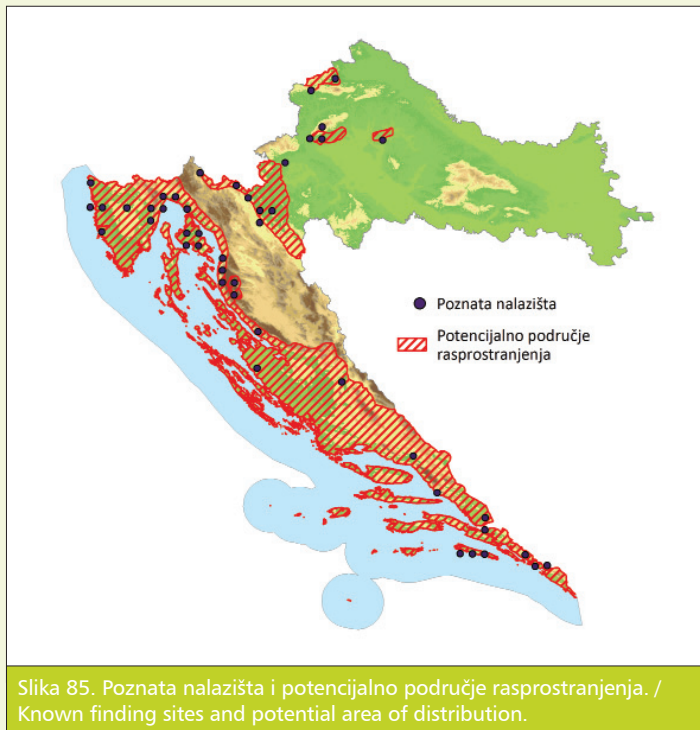 Poznata nalazišta
Potencijalno područje
rasprostranjenja
Slika 85. Poznata nalazišta i potencijalno područje rasprostranjenja. /
Known finding sites and potential area of distribution.